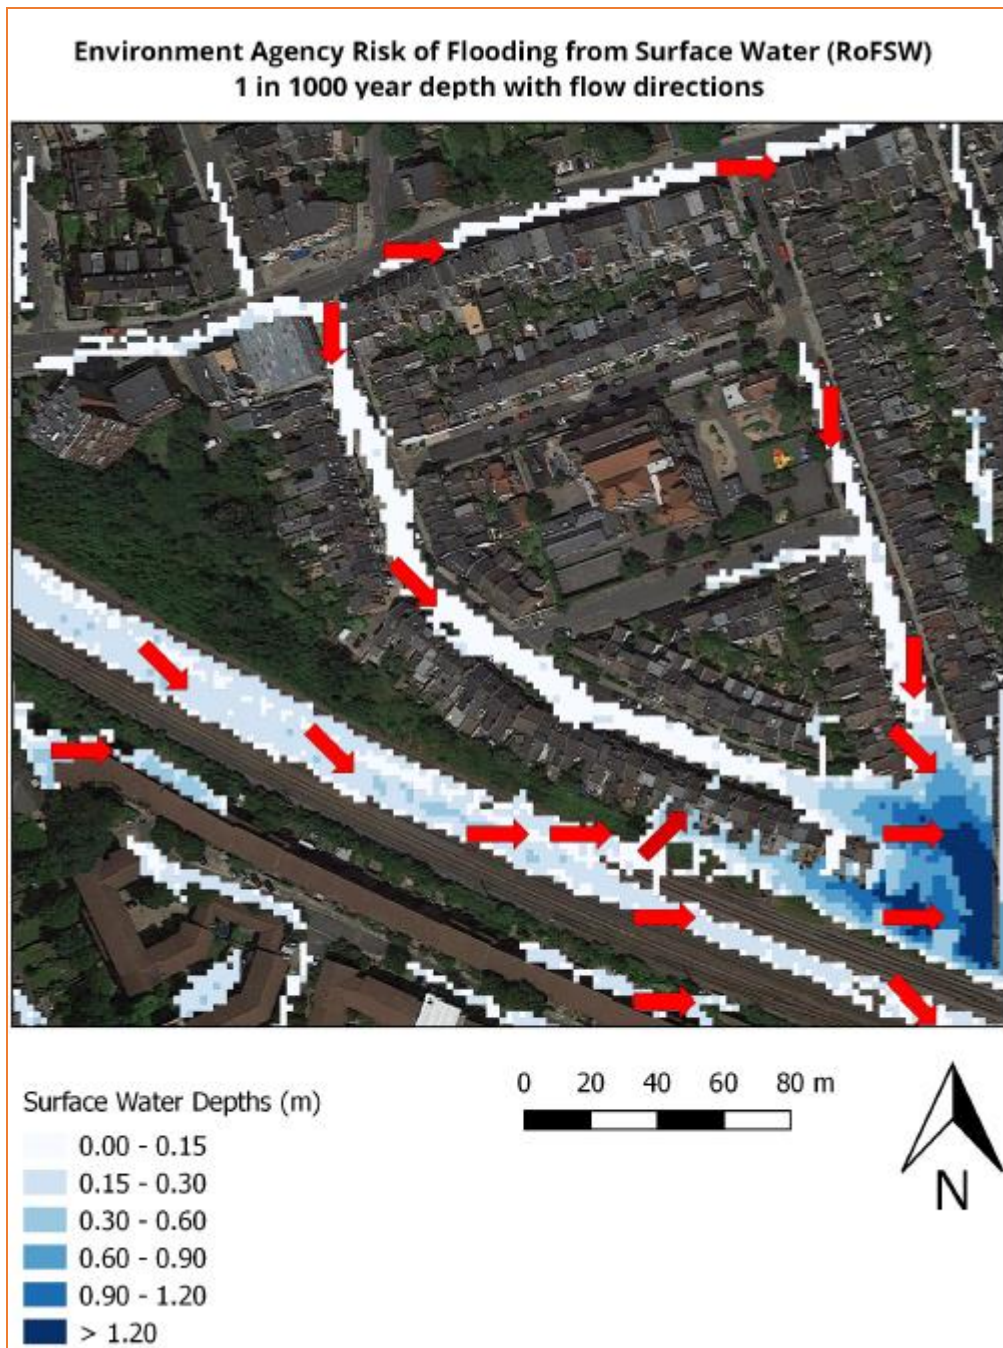 Environment Agency Risk of Flooding from Surface Water (RoFSW)
1 in 1000 year depth with flow directions
Surface Water Depths (m)
0.00 - 0.15
0.15 - 0.30
0.30 - 0.60
0.60 - 0.90
0.90 - 1.20
> 1.20
0 20 40 60 80 m
N